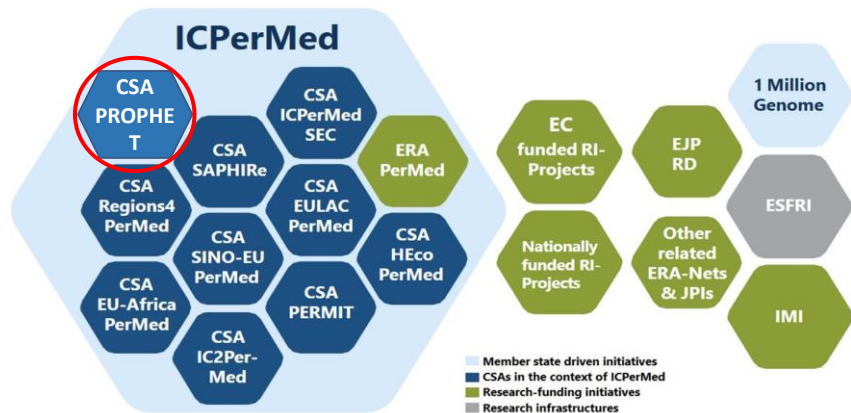 ICPerMed
CSA
PROPHE
T
CSA
ICPerMed
SEC
CSA
SAPHIRe
ERA
PerMed
CSA
Regions4
PerMed
CSA
EULAC
PerMed
CSA
SINO-EU
PerMed
CSA
HEco
PerMed
CSA
EU-Africa
PerMed
CSA
PERMIT
CSA
IC2Per-
Med
EC
funded RI-
Projects
EJP
RD
1 Million
Genome
ESFRI
Nationally
funded RI-
Projects
Other
related
ERA-Nets
& JPIs
IMI
Member state driven initiatives
CSAs in the context of ICPerMed
Research-funding initiatives
Research infrastructures